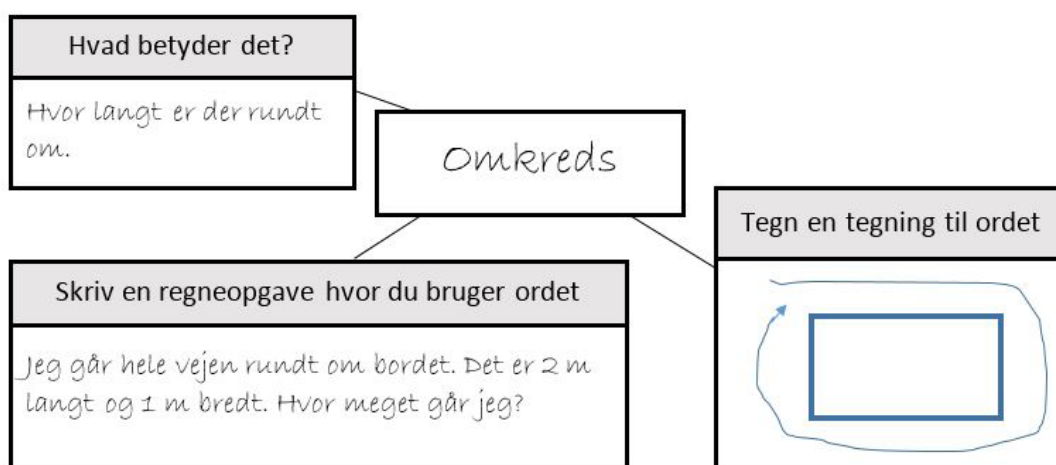 Hvad betyder det?
Hvor langt er der rundt
om.
Omkreds
Tegn en tegning til ordet
Skriv en regneopgave hvor du bruger ordet
Jeg går hele vejen rundt om bordet. Det er 2 m
langt og 1 m bredt. Hvor meget går jeg?